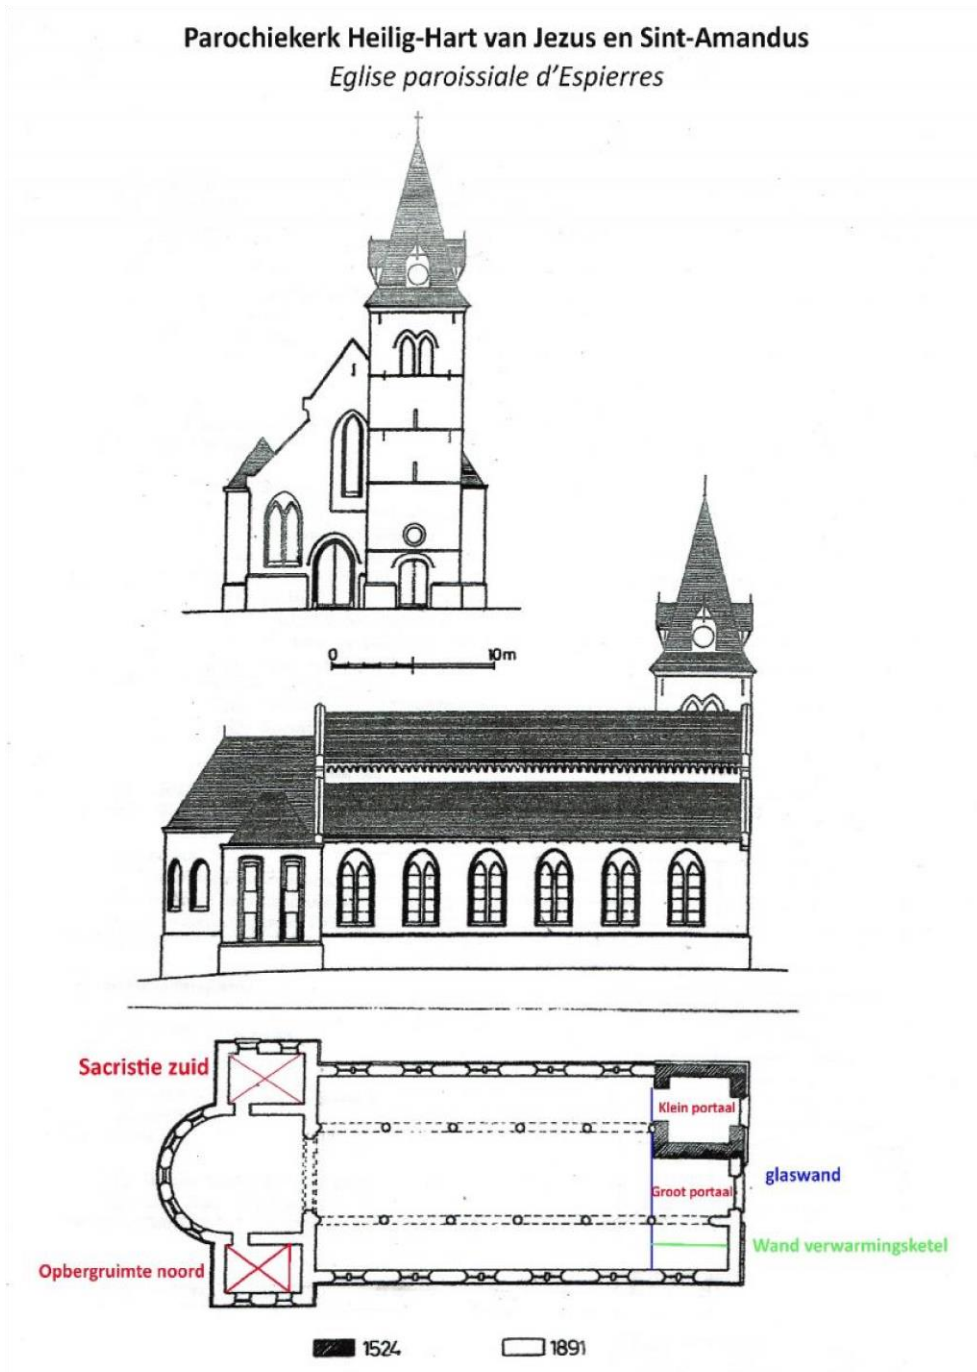 Parochiekerk Heilig-Hart van Jezus en Sint-Amandus
Eglise paroissiale d'Espierres
0 10m
Sacristie zuid
Klein portaal
glaswand
Groot portaal
Wand verwarmingsketel
Opbergruimte noord
1524 1891